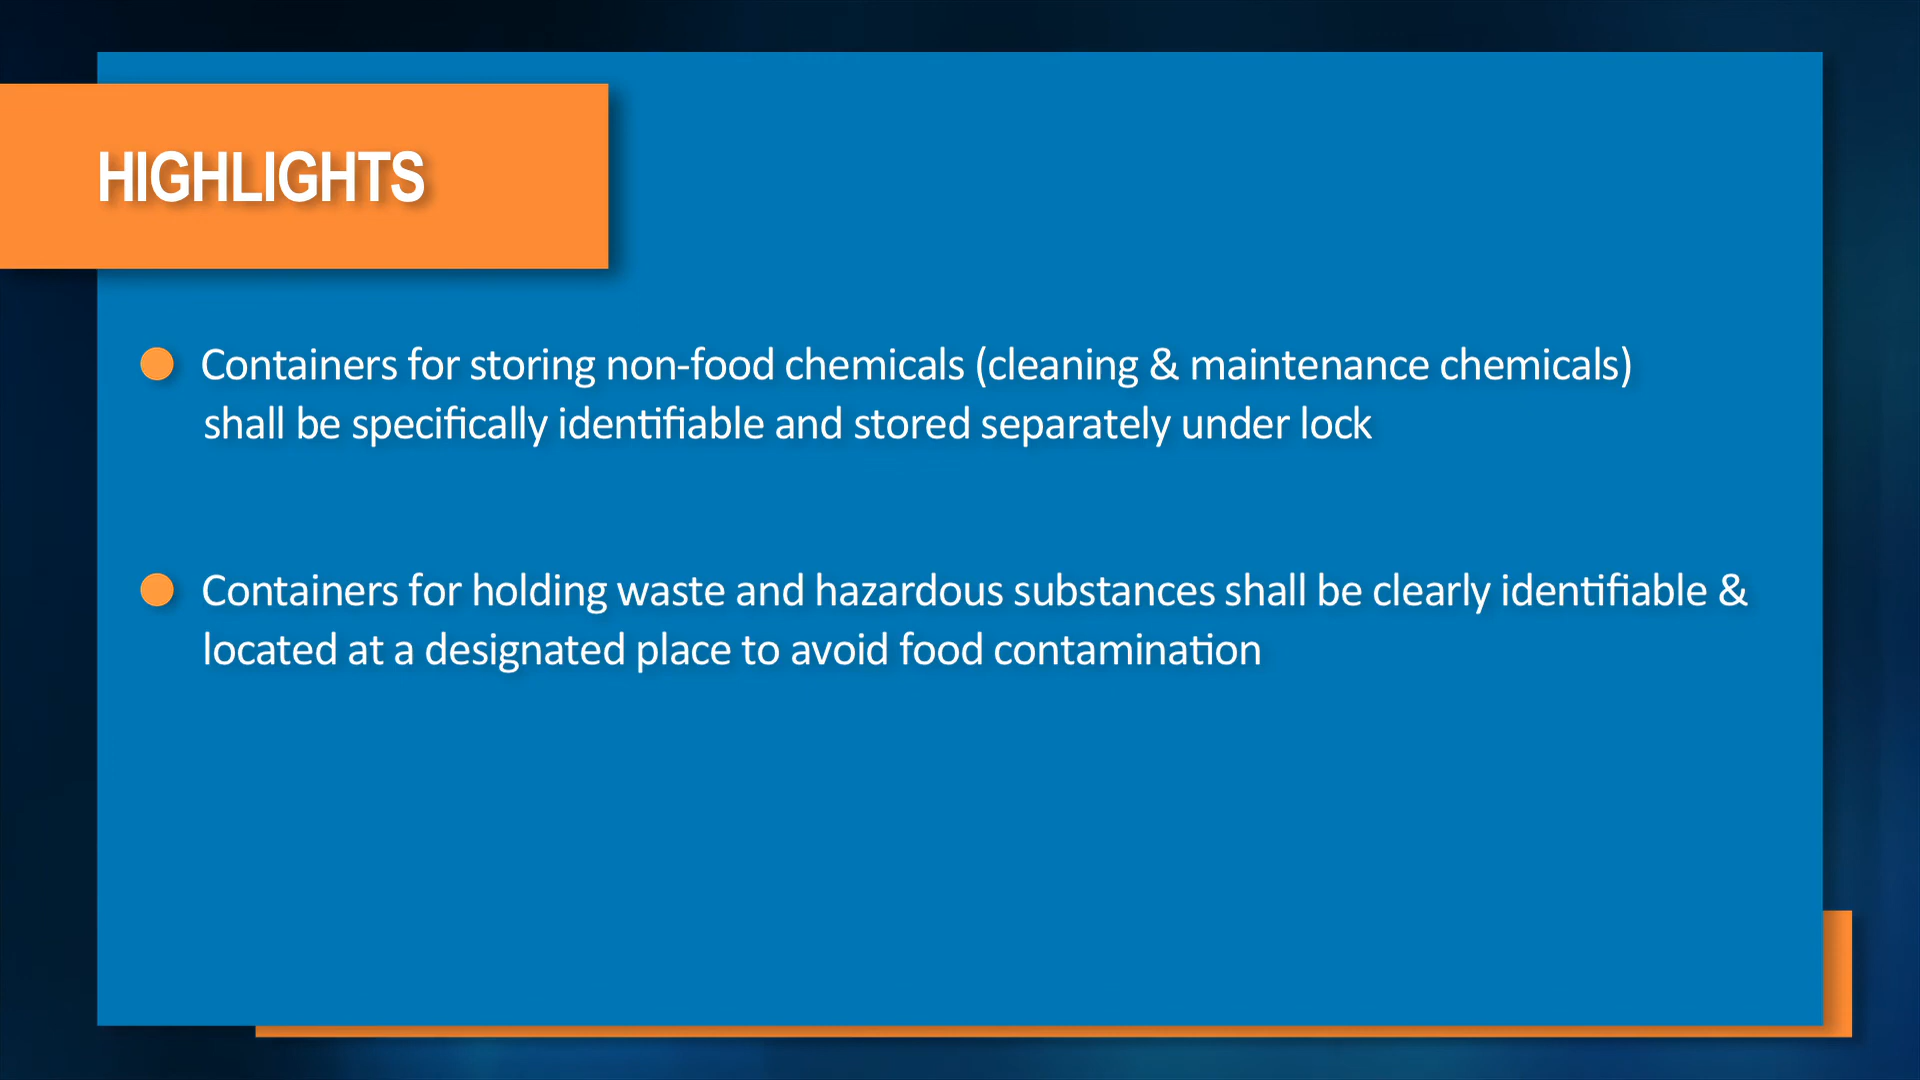 HIGHLIGHTS
Containers for storing non-food chemicals (cleaning & maintenance chemicals)
shall be specifically identifiable and stored separately under lock
Containers for holding waste and hazardous substances shall be clearly identifiable &
located at a designated place to avoid food contamination